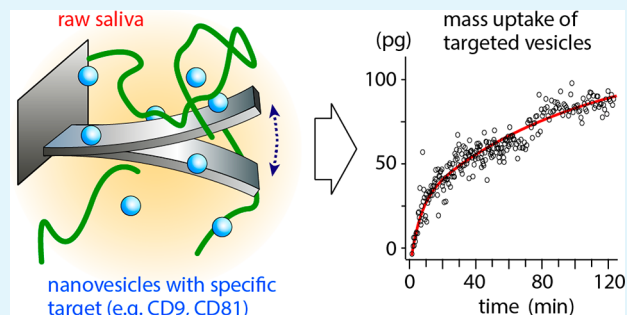 raw saliva
nanovesicles with specific
target (e.g. CD9, CD81)
mass uptake of
targeted vesicles
(pg)
100
50
0
0
40
80
120
time (min)